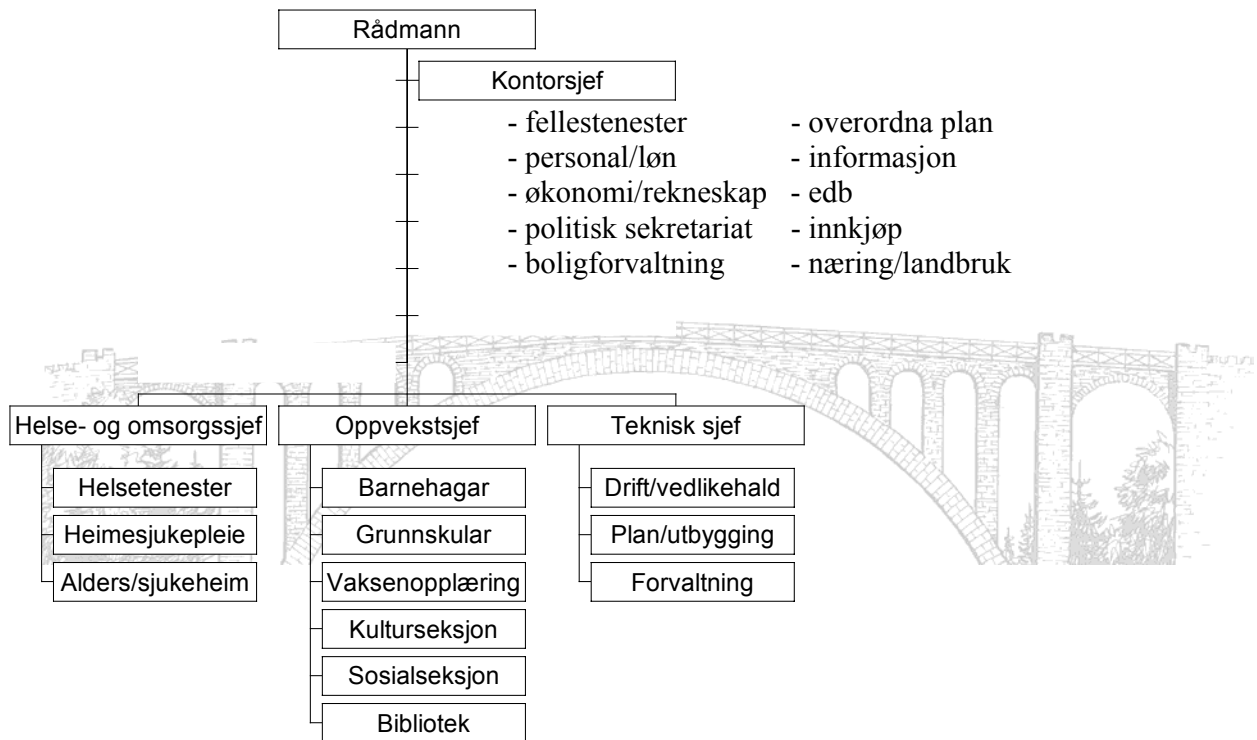 Rådmann
Kontorsjef
- fellestenester - overordna plan
- personal/løn - informasjon
- økonomi/rekneskap - edb
- politisk sekretariat - innkjøp
- boligforvaltning - næring/landbruk
Helse- og omsorgssjef Oppvekstsjef Teknisk sjef
Helsetenester Barnehagar Drift/vedlikehald
Heimesjukepleie Grunnskular Plan/utbygging
Alders/sjukeheim Vaksenopplæring Forvaltning
Kulturseksjon
Sosialseksjon
Bibliotek